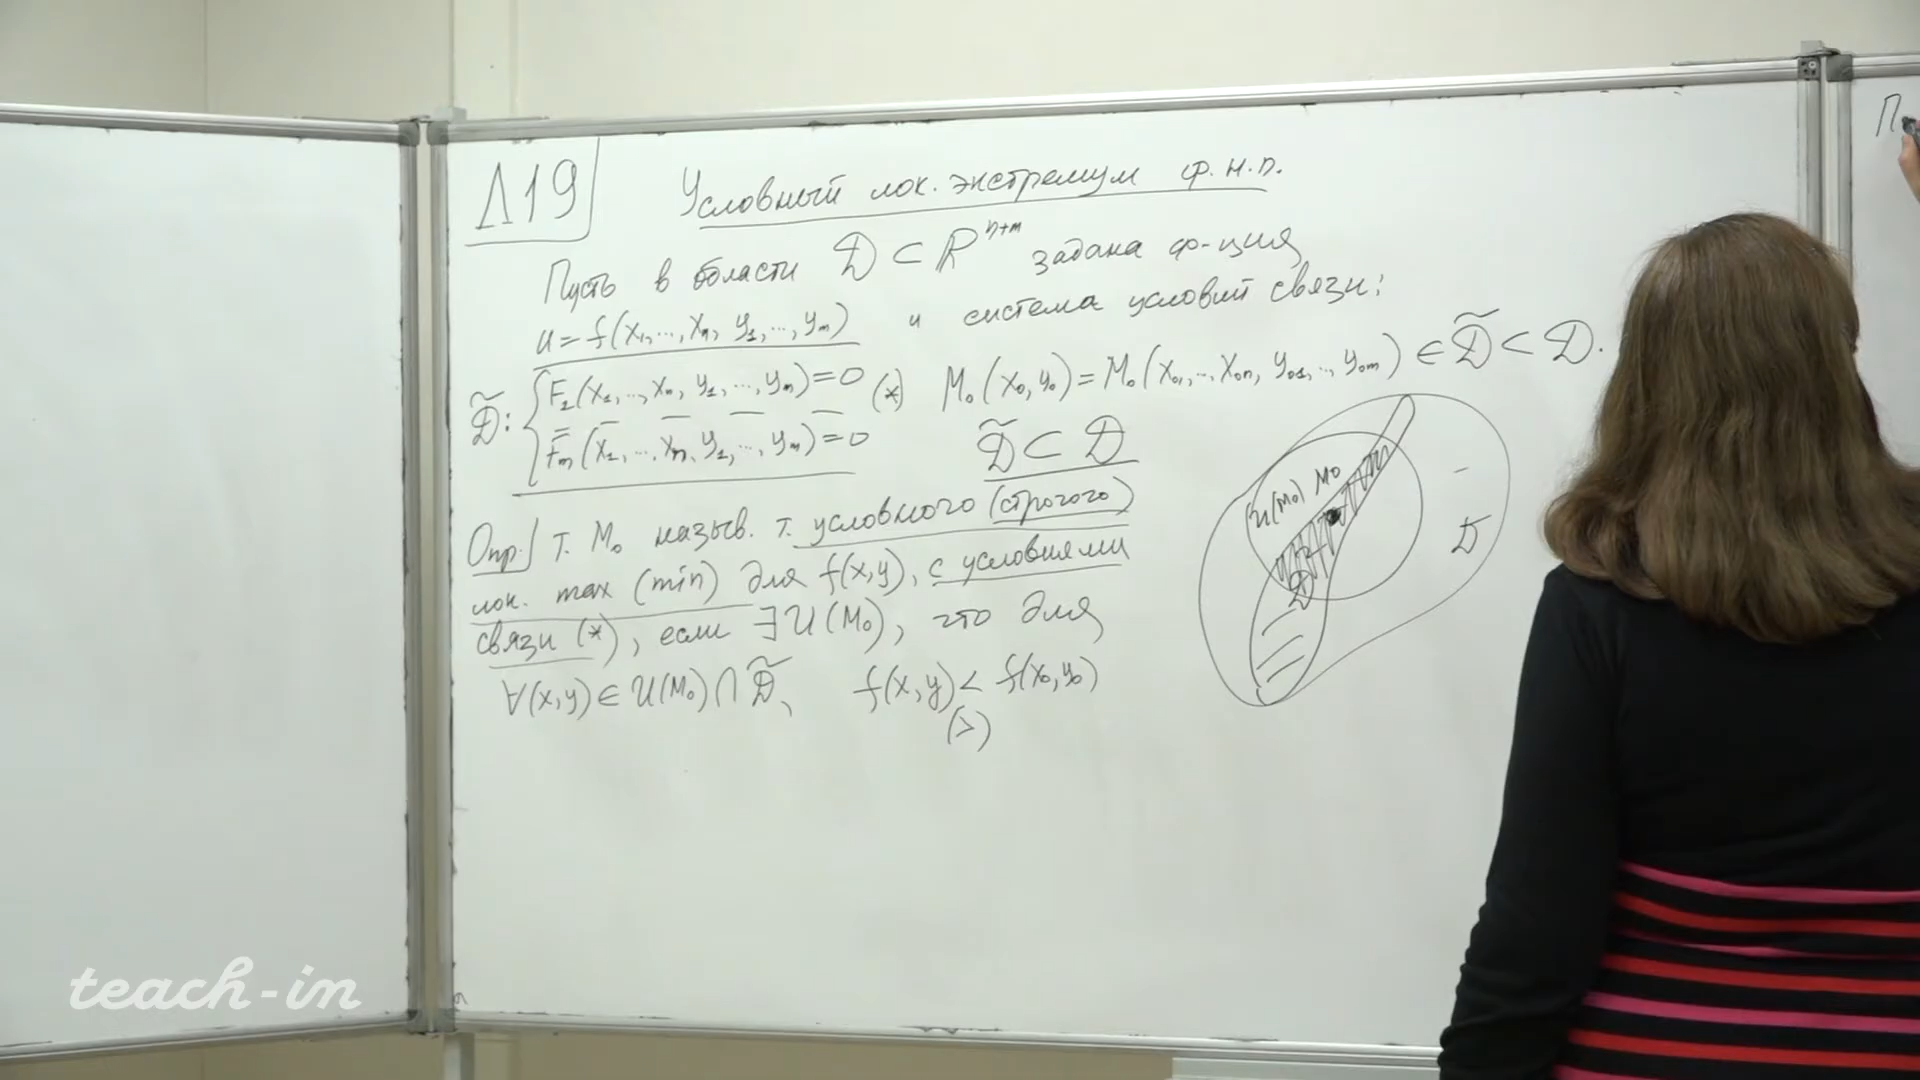 Л19
Условный лок. экстремум ф.н.п.
Пусть в области D ⊂ R^{n+m} задана ф-ция
u = f(x₁,...,xₙ, y₁,...,yₘ) и система условий связи:
D̃: { F₁(x₁,...,xₙ, y₁,...,yₘ)=0 (*) M₀(x₀,y₀) = M₀(x₀₁,...,x₀ₙ, y₀₁,...,y₀ₘ) ∈ D̃ ⊂ D.
Fₘ(x₁,...,xₙ, y₁,...,yₘ)=0 D̃ ⊂ D
U(M₀) M₀
D
D̃
Опр. т. M₀ назыв. т. условного (строгого)
лок. max (min) для f(x,y), с условиями
связи (*), если ∃ U(M₀), что для
∀(x,y) ∈ U(M₀) ∩ D̃, f(x,y) < f(x₀,y₀)
(>)
П
teach-in